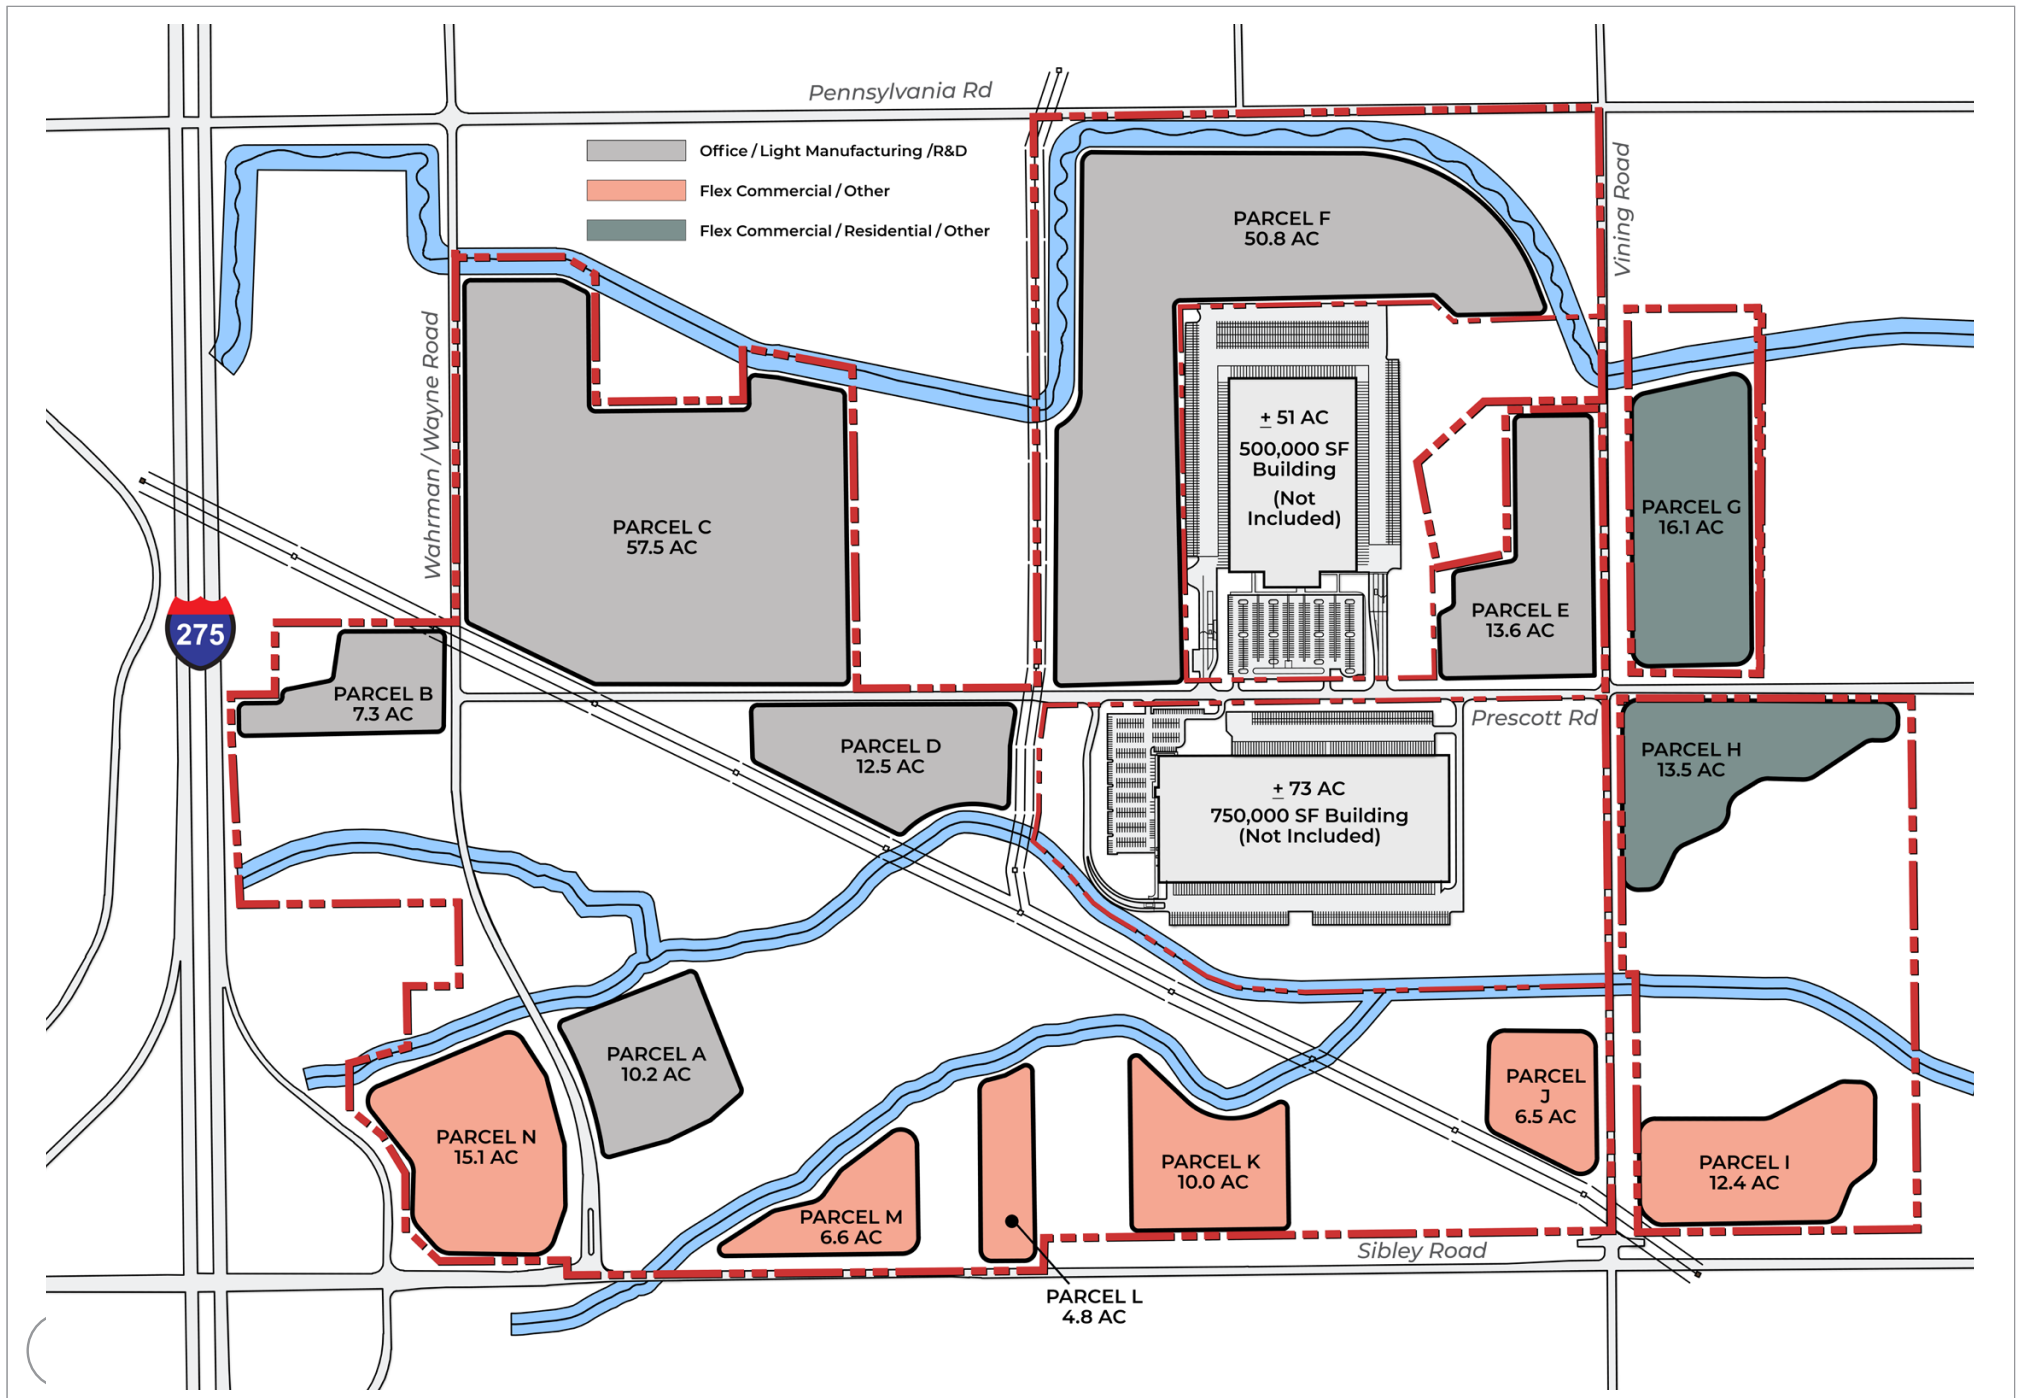 Pennsylvania Rd
Office / Light Manufacturing /R&D
Flex Commercial / Other
Flex Commercial / Residential / Other
Vining Road
Wahrman / Wayne Road
PARCEL F
50.8 AC
± 51 AC
500,000 SF
Building
(Not
Included)
PARCEL C
57.5 AC
PARCEL G
16.1 AC
PARCEL E
13.6 AC
275
PARCEL B
7.3 AC
Prescott Rd
PARCEL D
12.5 AC
PARCEL H
13.5 AC
± 73 AC
750,000 SF Building
(Not Included)
PARCEL A
10.2 AC
PARCEL
J
6.5 AC
PARCEL N
15.1 AC
PARCEL K
10.0 AC
PARCEL I
12.4 AC
PARCEL M
6.6 AC
Sibley Road
PARCEL L
4.8 AC